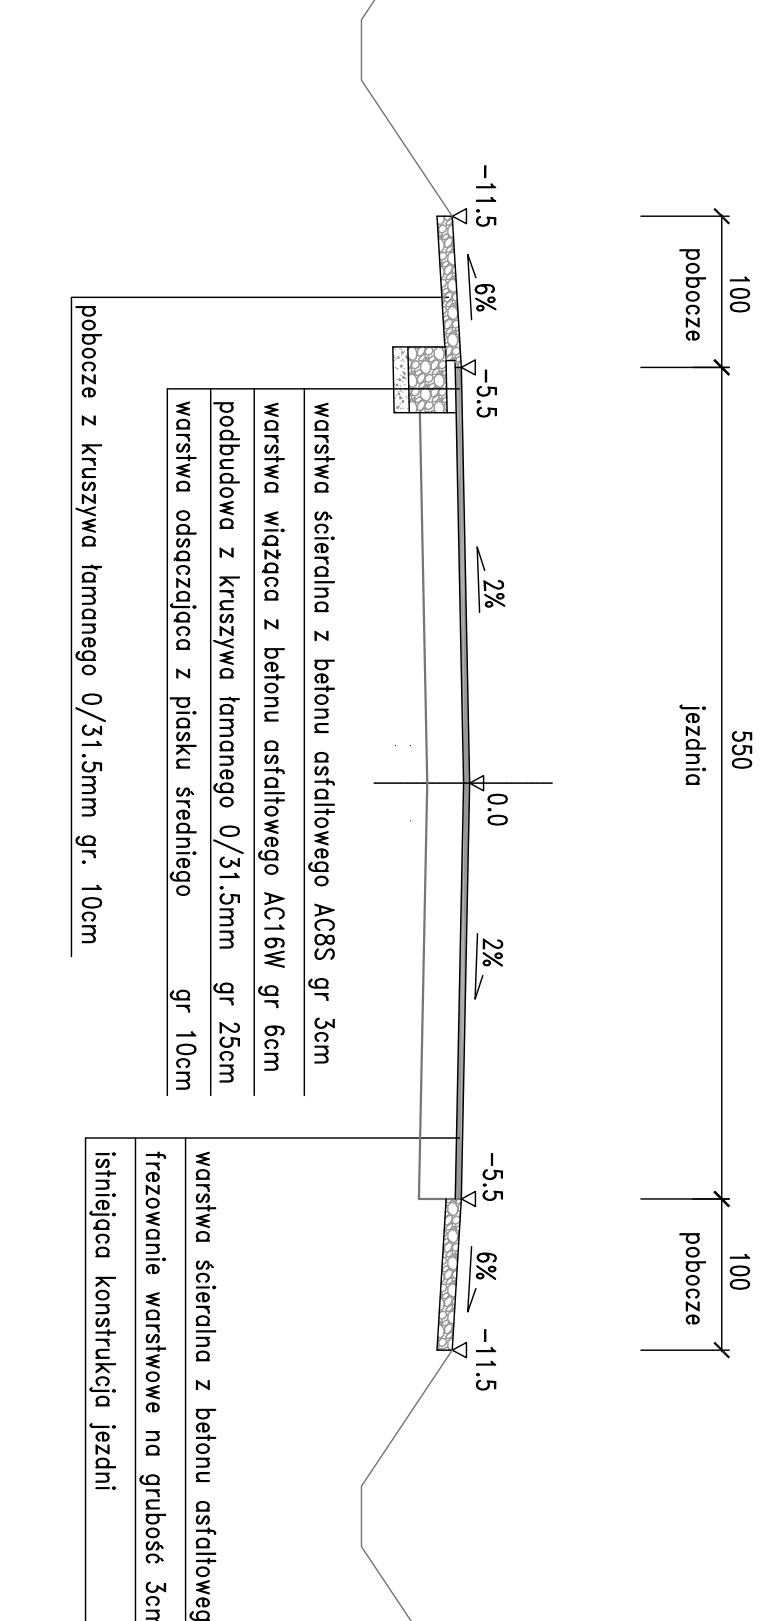 100
550
100
pobocze
jezdnia
pobocze
-11.5
6%
-5.5
2%
0.0
2%
-5.5
6%
-11.5
warstwa ścieralna z betonu asfaltowego AC8S gr 3cm
warstwa wiążąca z betonu asfaltowego AC16W gr 6cm
podbudowa z kruszywa łamanego 0/31.5mm gr 25cm
warstwa odsączająca z piasku średniego gr 10cm
pobocze z kruszywa łamanego 0/31.5mm gr. 10cm
warstwa ścieralna z betonu asfaltoweg
frezowanie warstwowe na grubość 3cm
istniejąca konstrukcja jezdni